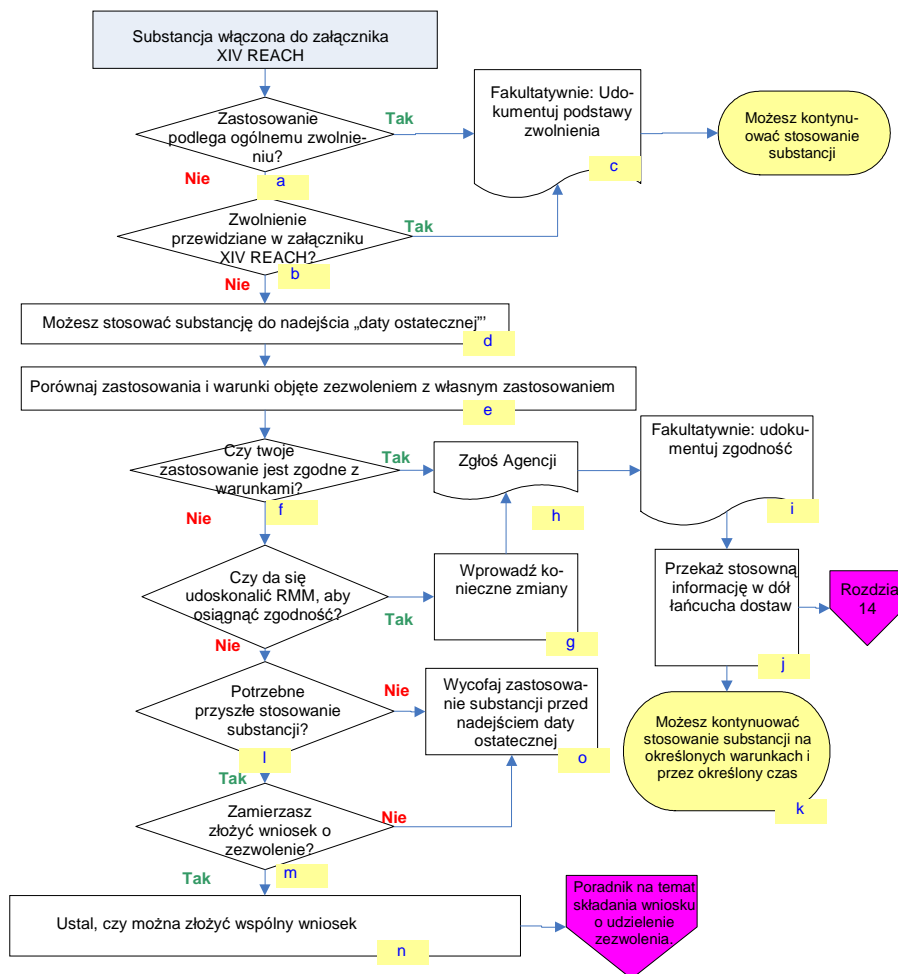 Substancja włączona do załącznika
XIV REACH
Zastosowanie
podlega ogólnemu zwolnie-
niu?
Tak
Nie
a
Fakultatywnie: Udo-
kumentuj podstawy
zwolnienia
c
Możesz kontynu-
ować stosowanie
substancji
Zwolnienie
przewidziane w załączniku
XIV REACH?
Tak
Nie
b
Możesz stosować substancję do nadejścia „daty ostatecznej”'
d
Porównaj zastosowania i warunki objęte zezwoleniem z własnym zastosowaniem
e
Czy twoje
zastosowanie jest zgodne z
warunkami?
Tak
Nie
f
Zgłoś Agencji
h
Fakultatywnie: udoku-
mentuj zgodność
i
Czy da się
udoskonalić RMM, aby
osiągnąć zgodność?
Tak
Nie
Wprowadź ko-
nieczne zmiany
g
Przekaż stosowną
informację w dół
łańcucha dostaw
j
Rozdzia
14
Potrzebne
przyszłe stosowanie
substancji?
Nie
l
Tak
Wycofaj zastosowa-
nie substancji przed
nadejściem daty
ostatecznej
o
Możesz kontynuować
stosowanie substancji na
określonych warunkach i
przez określony czas
k
Zamierzasz
złożyć wniosek o
zezwolenie?
Nie
m
Tak
Ustal, czy można złożyć wspólny wniosek
n
Poradnik na temat
składania wniosku
o udzielenie
zezwolenia.